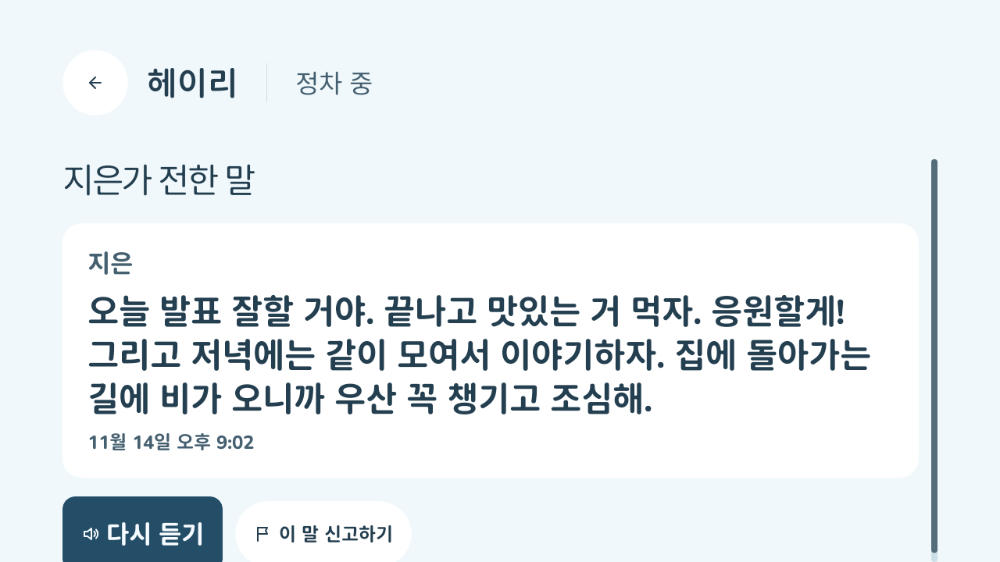 헤이리
정차 중
지은가 전한 말
지은
오늘 발표 잘할 거야. 끝나고 맛있는 거 먹자. 응원할게!
그리고 저녁에는 같이 모여서 이야기하자. 집에 돌아가는
길에 비가 오니까 우산 꼭 챙기고 조심해.
11월 14일 오후 9:02
다시 듣기
이 말 신고하기